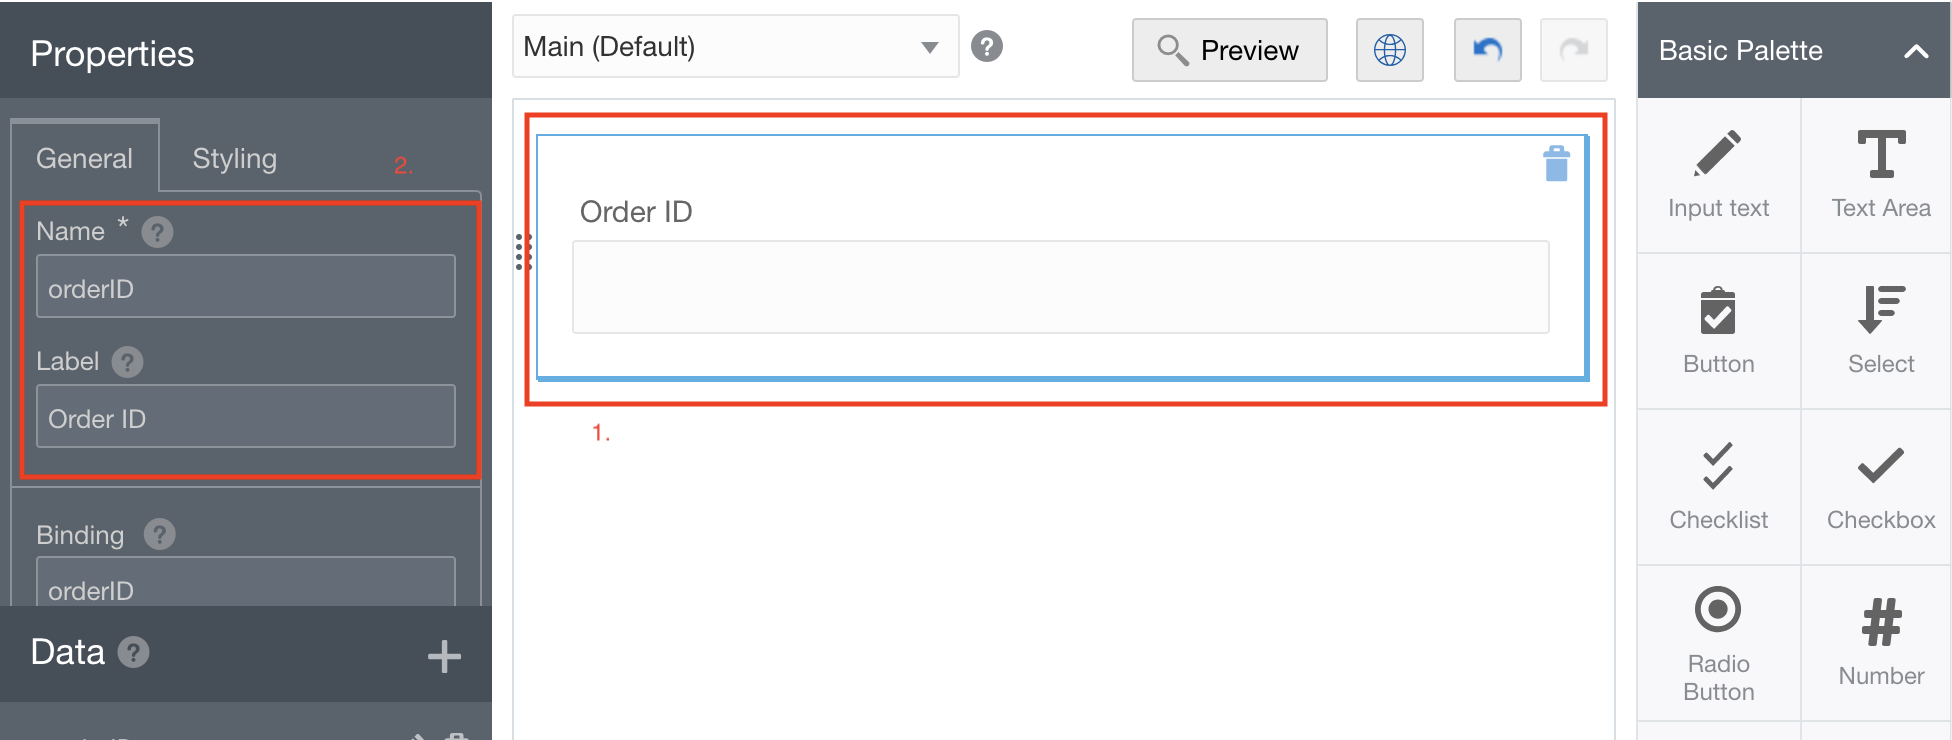 Properties
General
Styling
2.
Name *
?
orderID
Label
?
Order ID
Binding
?
orderID
Data
?
Main (Default)
?
Preview
Order ID
1.
Basic Palette
Input text
Text Area
Button
Select
Checklist
Checkbox
Radio
Button
Number